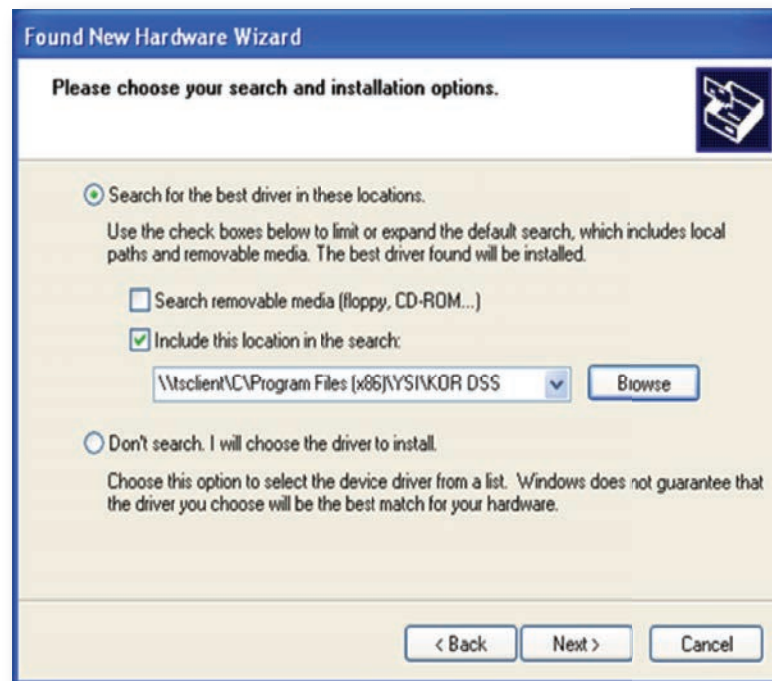 Found New Hardware Wizard
Please choose your search and installation options.
Search for the best driver in these locations.
Use the check boxes below to limit or expand the default search, which includes local
paths and removable media. The best driver found will be installed.
Search removable media (floppy, CD-ROM...)
Include this location in the search:
\\tsclient\C\Program Files (x86)\YSI\KOR DSS
Browse
Don't search. I will choose the driver to install.
Choose this option to select the device driver from a list. Windows does not guarantee that
the driver you choose will be the best match for your hardware.
< Back
Next >
Cancel